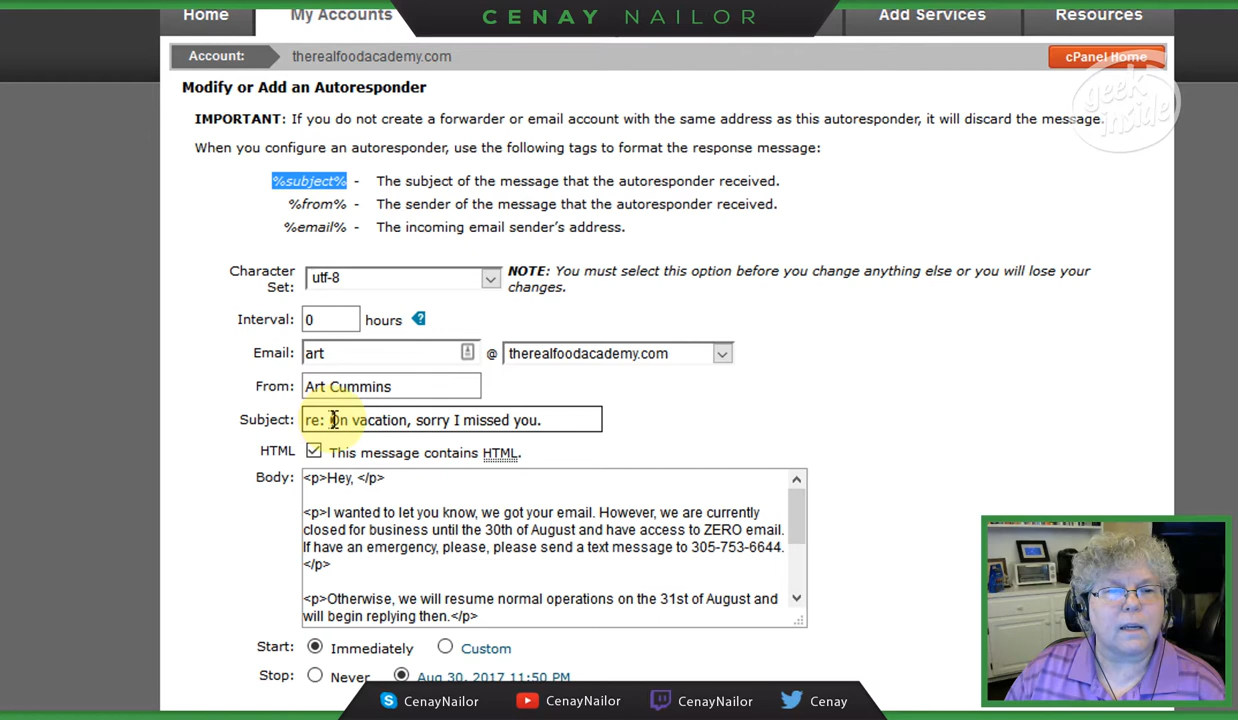 CENAY NAILOR
Home
My Accounts
Add Services
Resources
Account:
therealfoodacademy.com
cPanel Home
geek inside
Modify or Add an Autoresponder
IMPORTANT: If you do not create a forwarder or email account with the same address as this autoresponder, it will discard the message.
When you configure an autoresponder, use the following tags to format the response message:
%subject% - The subject of the message that the autoresponder received.
%from% - The sender of the message that the autoresponder received.
%email% - The incoming email sender's address.
Character Set:
utf-8
NOTE: You must select this option before you change anything else or you will lose your
changes.
Interval: 0 hours ?
Email: art @ therealfoodacademy.com
From: Art Cummins
Subject: re: On vacation, sorry I missed you.
HTML This message contains HTML.
Body: <p>Hey, </p>
<p>I wanted to let you know, we got your email. However, we are currently
closed for business until the 30th of August and have access to ZERO email.
If have an emergency, please, please send a text message to 305-753-6644.
</p>
<p>Otherwise, we will resume normal operations on the 31st of August and
will begin replying then.</p>
Start: Immediately Custom
Stop: Never Aug 30, 2017 11:50 PM
CenayNailor
CenayNailor
CenayNailor
Cenay